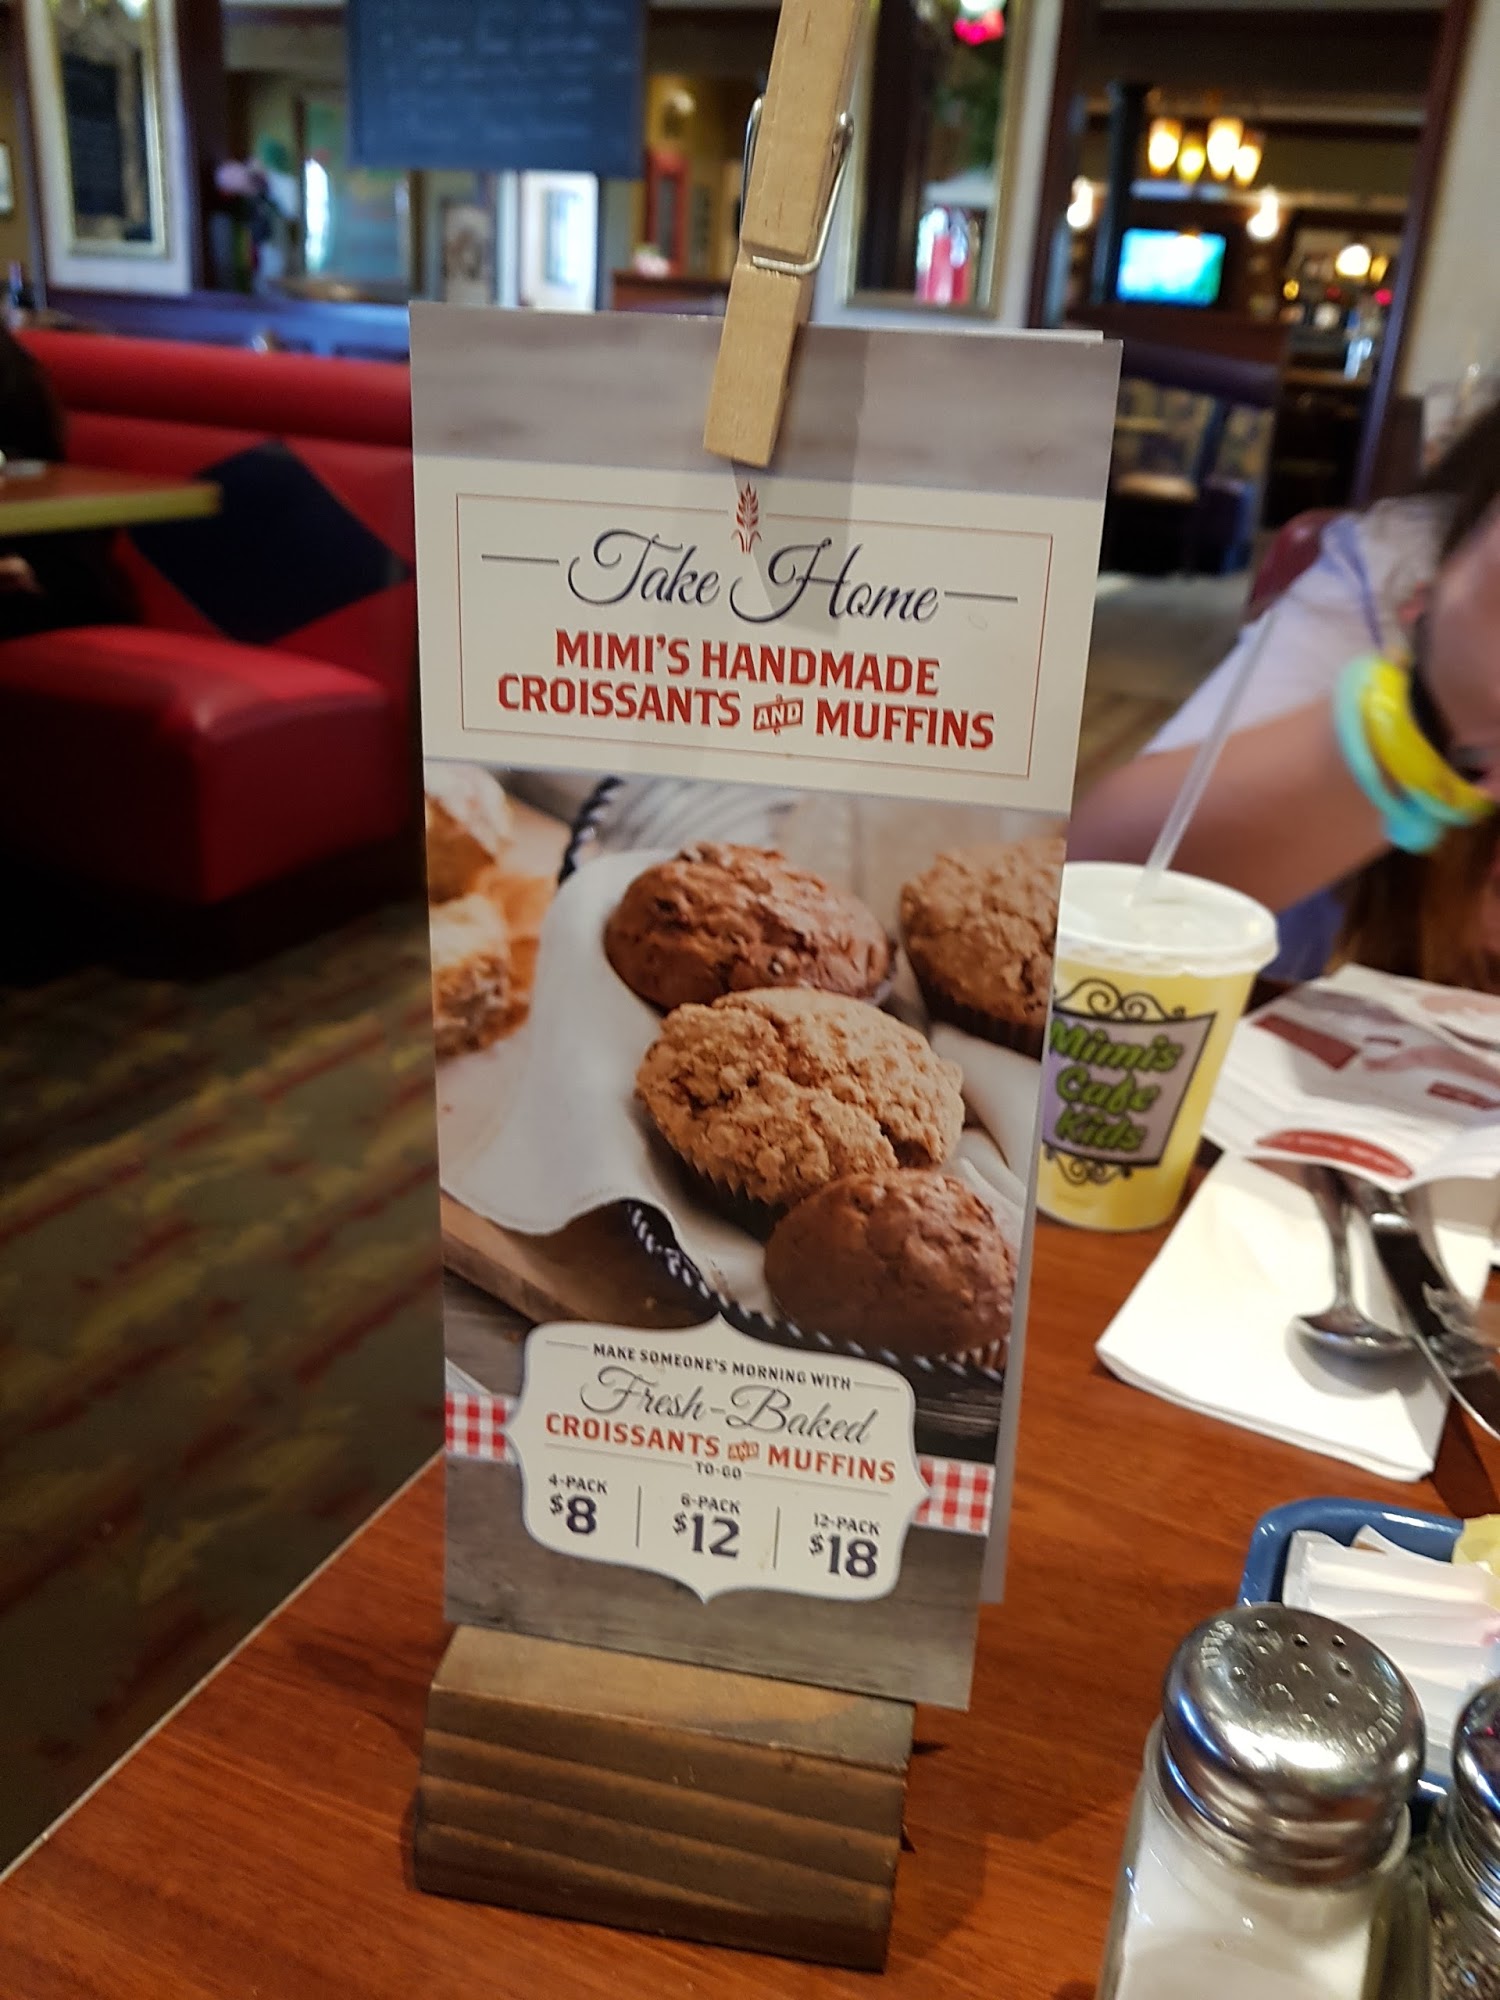 Take Home
MIMI'S HANDMADE
CROISSANTS AND MUFFINS
MAKE SOMEONE'S MORNING WITH
Fresh-Baked
CROISSANTS AND MUFFINS
TO-GO
4-PACK
$8
6-PACK
$12
12-PACK
$18
Mimi's
Cafe
Kids